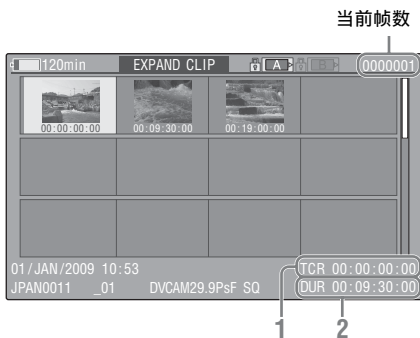 当前帧数
120min EXPAND CLIP A B 0000001
00:00:00:00 00:09:30:00 00:19:00:00
01/JAN/2009 10:53 TCR 00:00:00:00
JPAN0011 _01 DVCAM29.9PsF SQ DUR 00:09:30:00
1 2